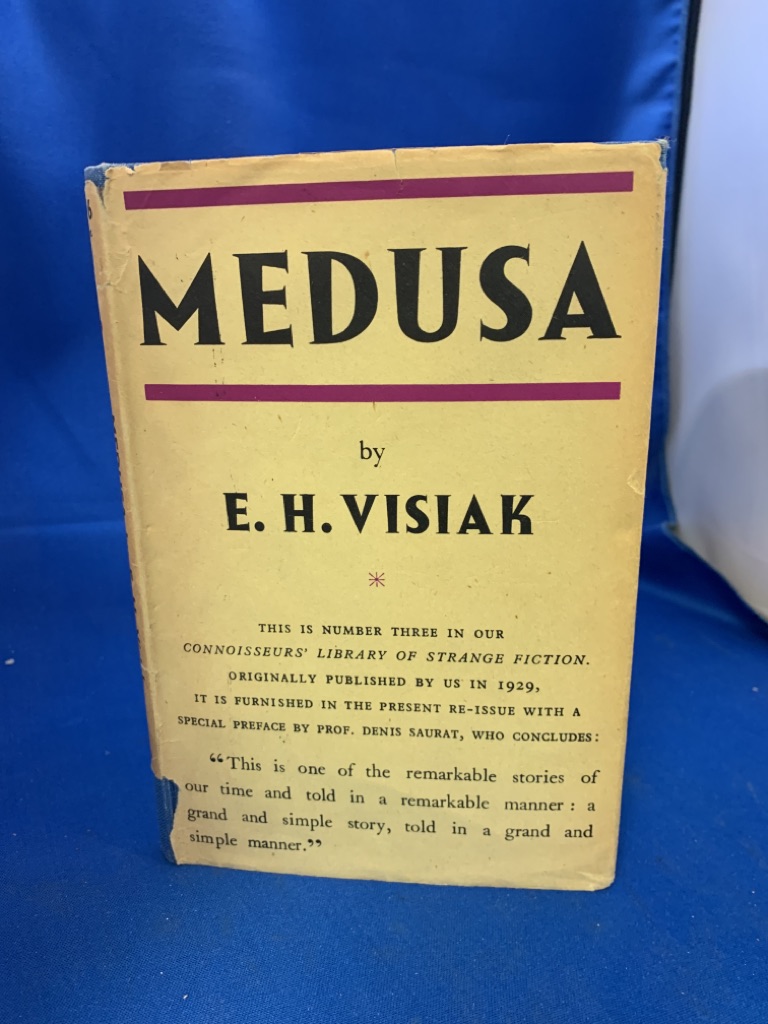 MEDUSA
by
E. H. VISIAK
*
THIS IS NUMBER THREE IN OUR
CONNOISSEURS' LIBRARY OF STRANGE FICTION.
ORIGINALLY PUBLISHED BY US IN 1929,
IT IS FURNISHED IN THE PRESENT RE-ISSUE WITH A
SPECIAL PREFACE BY PROF. DENIS SAURAT, WHO CONCLUDES:
“This is one of the remarkable stories of
our time and told in a remarkable manner : a
grand and simple story, told in a grand and
simple manner.”